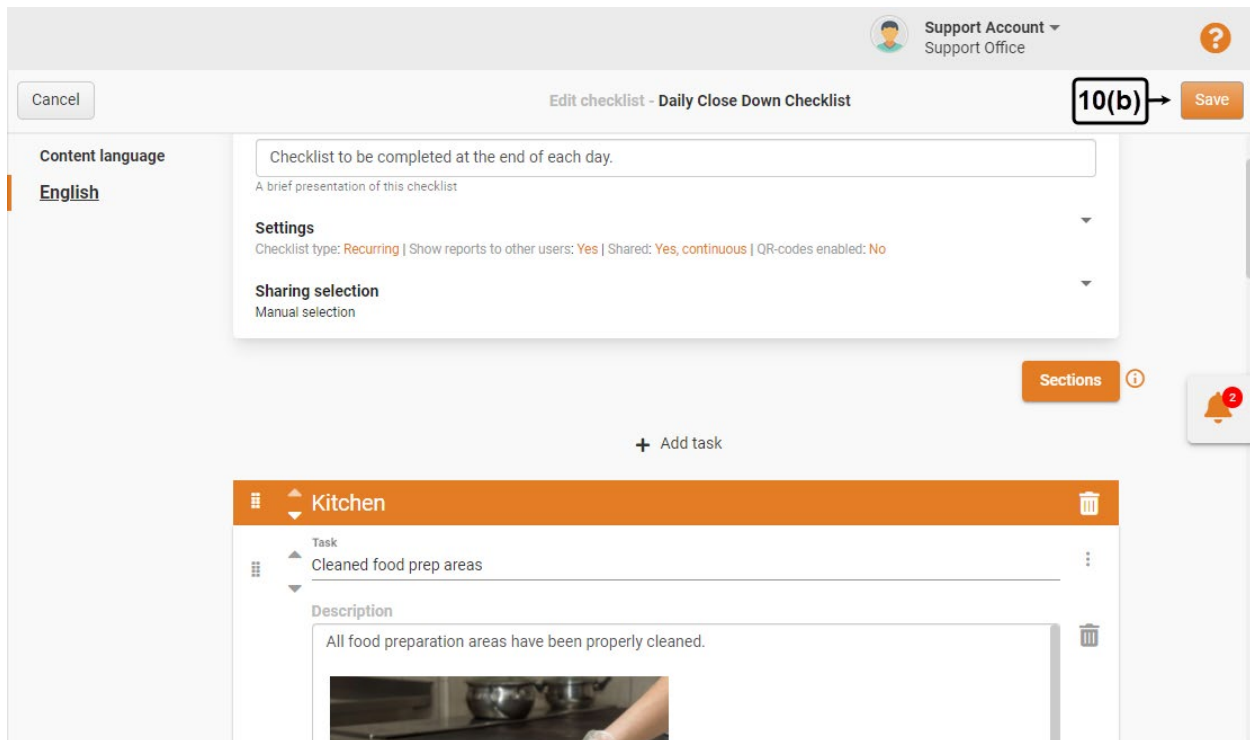 Support Account
Support Office
?
Cancel
Edit checklist - Daily Close Down Checklist
10(b)
Save
Content language
English
Checklist to be completed at the end of each day.
A brief presentation of this checklist
Settings
Checklist type: Recurring | Show reports to other users: Yes | Shared: Yes, continuous | QR-codes enabled: No
Sharing selection
Manual selection
Sections
i
2
+ Add task
Kitchen
Task
Cleaned food prep areas
Description
All food preparation areas have been properly cleaned.